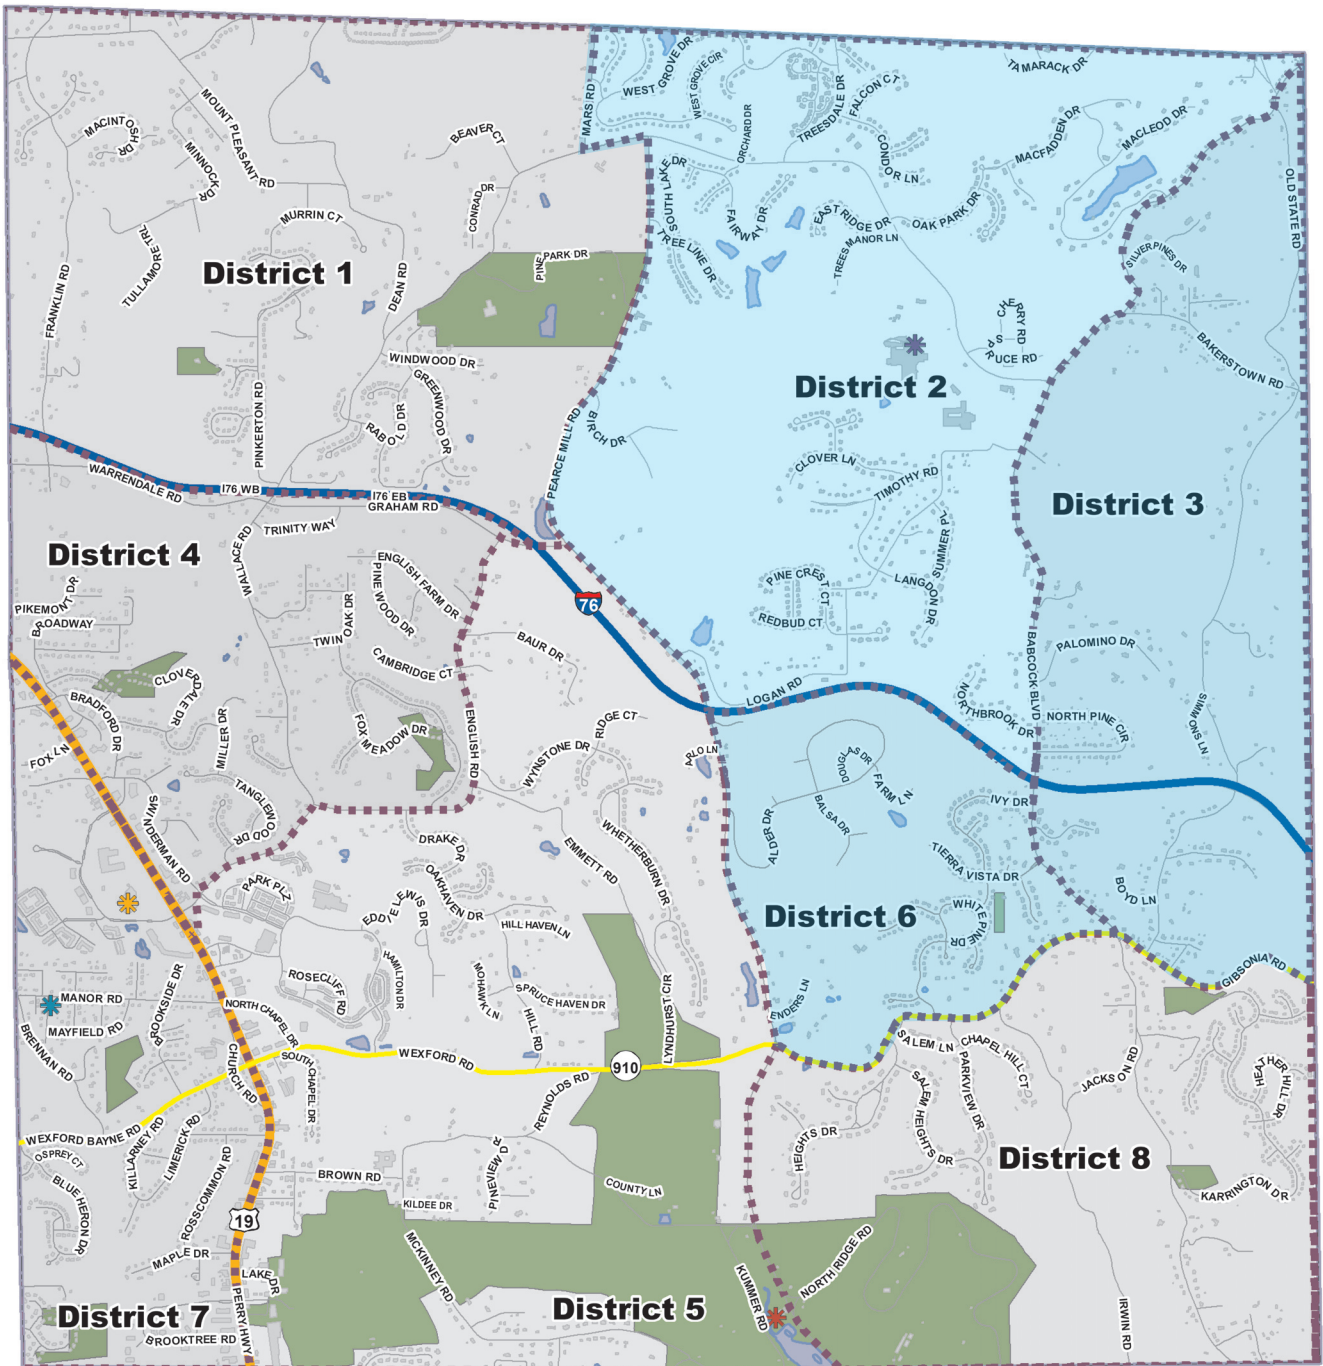 WEST GROVE DR
WEST GROVE CIR
MARS RD
TAMARACK DR
TREESDALE DR
FALCON CT
ORCHARD DR
CONDOR LN
MACFADDEN DR
MACLEOD DR
MACINTOSH DR
MOUNT PLEASANT RD
MINNOCK DR
BEAVER CT
CONRAD DR
MURRIN CT
TULLAMORE TRL
FRANKLIN RD
DEAN RD
PINE PARK DR
SOUTH LAKE DR
TREE LINE DR
FAIRWAY DR
EAST RIDGE DR
TREES MANOR LN
OAK PARK DR
OLD STATE RD
SILVER PINES DR
District 1
CHERRY RD
SPRUCE RD
BAKERSTOWN RD
WINDWOOD DR
GREENWOOD DR
RABOLD DR
PINKERTON RD
District 2
BIRCH DR
PEARCE MILL RD
CLOVER LN
TIMOTHY RD
District 3
WARRENDALE RD
I76 WB
I76 EB
GRAHAM RD
TRINITY WAY
WALLACE RD
District 4
SUMMER PL
LANGDON DR
PINE CREST CT
REDBUD CT
ENGLISH FARM DR
PINE WOOD DR
TWIN OAK DR
CAMBRIDGE CT
PIKEMONT DR
BROADWAY
76
BAUR DR
BABCOCK BLVD
PALOMINO DR
CLOVERDALE DR
BRADFORD DR
MILLER DR
FOX LN
FOX MEADOW DR
ENGLISH RD
RIDGE CT
WYNSTONE DR
LOGAN RD
NORTHBROOK DR
NORTH PINE CIR
SIMMONS LN
ARLO LN
DOUGLAS DR
FARM LN
BALSA DR
ALDER DR
IVY DR
TANGLEWOOD DR
SWINDERMAN RD
DRAKE DR
EMMETT RD
WHETHERBURN DR
TIERRA VISTA DR
PARK PLZ
OAKHAVEN DR
EDDY
LEWIS DR
HILL HAVEN LN
BOYD LN
WHITE PINE DR
District 6
HAMILTON DR
ROSECLIFF RD
MOHAWK LN
SPRUCE HAVEN DR
HILL RD
LYNDHURST CIR
ENDERS LN
GIBSONIA RD
MANOR RD
MAYFIELD RD
BROOKSIDE DR
BRENNAN RD
NORTH CHAPEL DR
SOUTH CHAPEL DR
CHURCH RD
WEXFORD RD
910
REYNOLDS RD
SALEM LN
CHAPEL HILL CT
PARKVIEW DR
SALEM HEIGHTS DR
JACKSON RD
HEATHER HILL DR
HEIGHTS DR
WEXFORD BAYNE RD
OSPREY CT
KILLARNEY RD
LIMERICK RD
ROSSCOMMON RD
BLUE HERON DR
BROWN RD
PINEVIEW DR
KILDEE DR
COUNTY LN
District 8
KARRINGTON DR
19
MAPLE DR
LAKE DR
MCKINNEY RD
KUMMER RD
NORTH RIDGE RD
District 7
BROOKTREE RD
PERRY HWY
District 5
IRWIN RD